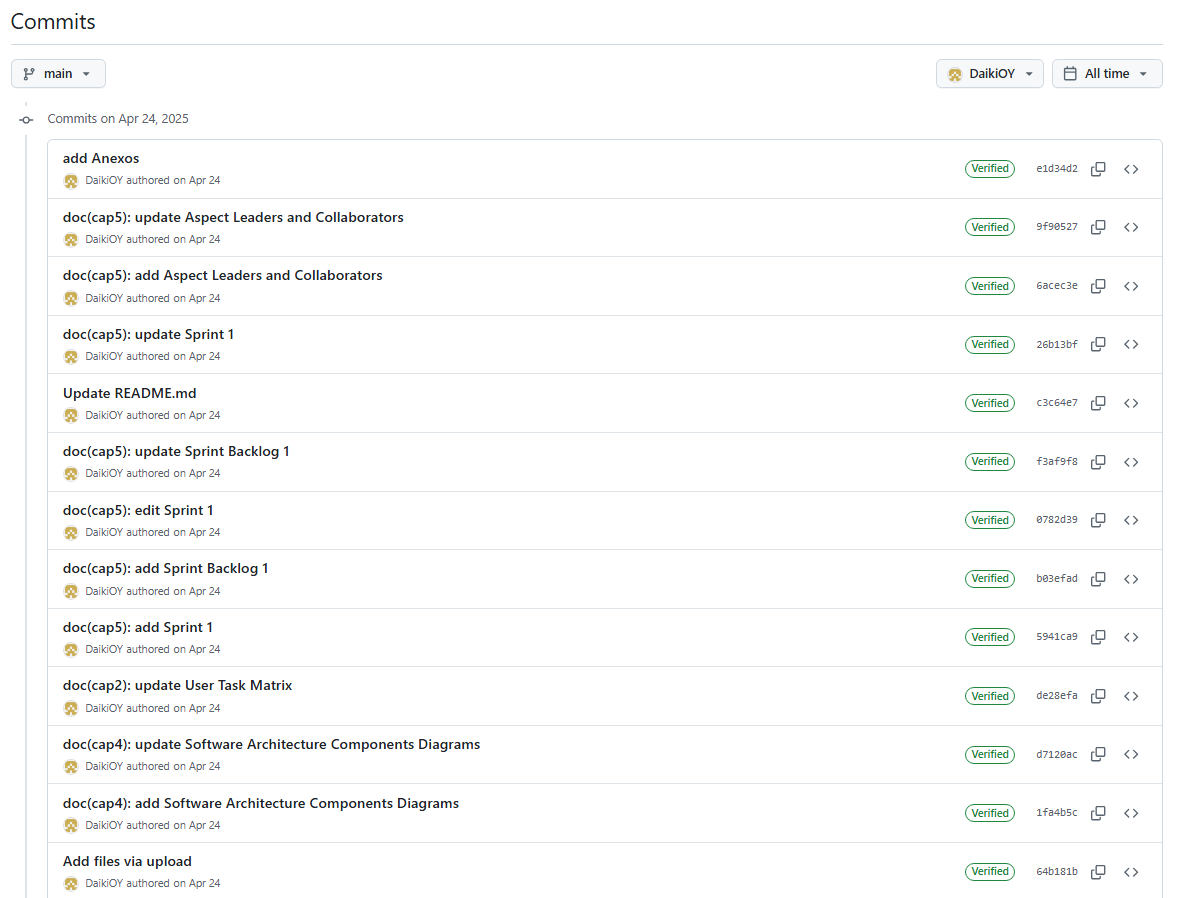 Commits
main
DaikiOY
All time
Commits on Apr 24, 2025
add Anexos
DaikiOY authored on Apr 24
Verified
e1d34d2
doc(cap5): update Aspect Leaders and Collaborators
DaikiOY authored on Apr 24
Verified
9f90527
doc(cap5): add Aspect Leaders and Collaborators
DaikiOY authored on Apr 24
Verified
6acec3e
doc(cap5): update Sprint 1
DaikiOY authored on Apr 24
Verified
26b13bf
Update README.md
DaikiOY authored on Apr 24
Verified
c3c64e7
doc(cap5): update Sprint Backlog 1
DaikiOY authored on Apr 24
Verified
f3af9f8
doc(cap5): edit Sprint 1
DaikiOY authored on Apr 24
Verified
0782d39
doc(cap5): add Sprint Backlog 1
DaikiOY authored on Apr 24
Verified
b03efad
doc(cap5): add Sprint 1
DaikiOY authored on Apr 24
Verified
5941ca9
doc(cap2): update User Task Matrix
DaikiOY authored on Apr 24
Verified
de28efa
doc(cap4): update Software Architecture Components Diagrams
DaikiOY authored on Apr 24
Verified
d7120ac
doc(cap4): add Software Architecture Components Diagrams
DaikiOY authored on Apr 24
Verified
1fa4b5c
Add files via upload
DaikiOY authored on Apr 24
Verified
64b181b